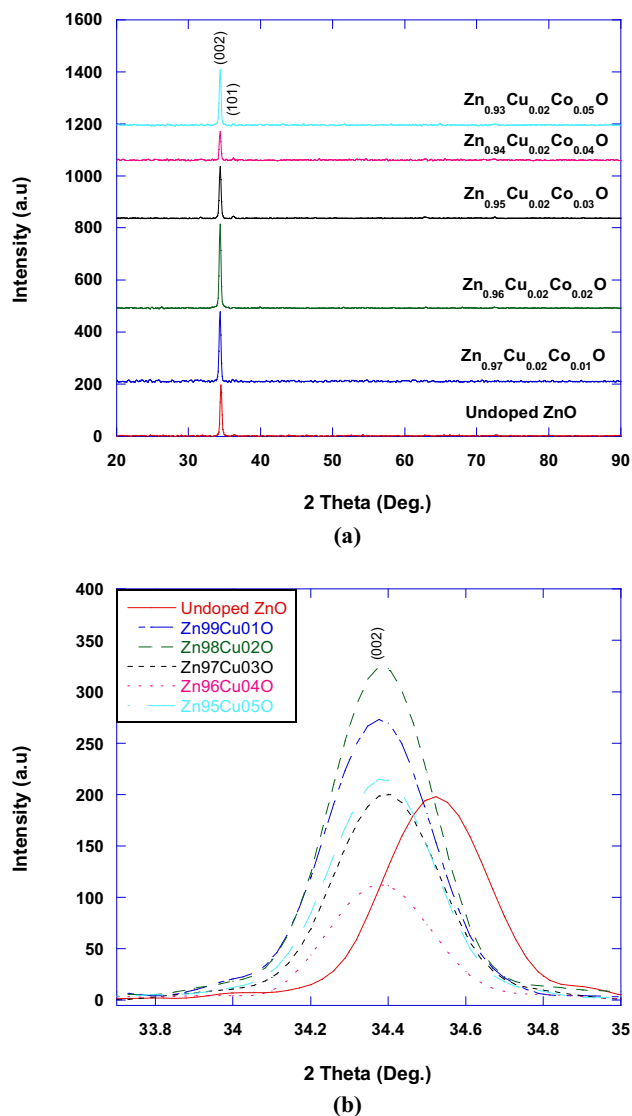 1600
1400
1200
1000
800
600
400
200
0
Intensity (a.u)
(002)
(101)
Zn0.93Cu0.02Co0.05O
Zn0.94Cu0.02Co0.04O
Zn0.95Cu0.02Co0.03O
Zn0.96Cu0.02Co0.02O
Zn0.97Cu0.02Co0.01O
Undoped ZnO
20 30 40 50 60 70 80 90
2 Theta (Deg.)
(a)
400
350
300
250
200
150
100
50
0
Intensity (a.u)
Undoped ZnO
Zn99Cu01O
Zn98Cu02O
Zn97Cu03O
Zn96Cu04O
Zn95Cu05O
(002)
33.8 34 34.2 34.4 34.6 34.8 35
2 Theta (Deg.)
(b)